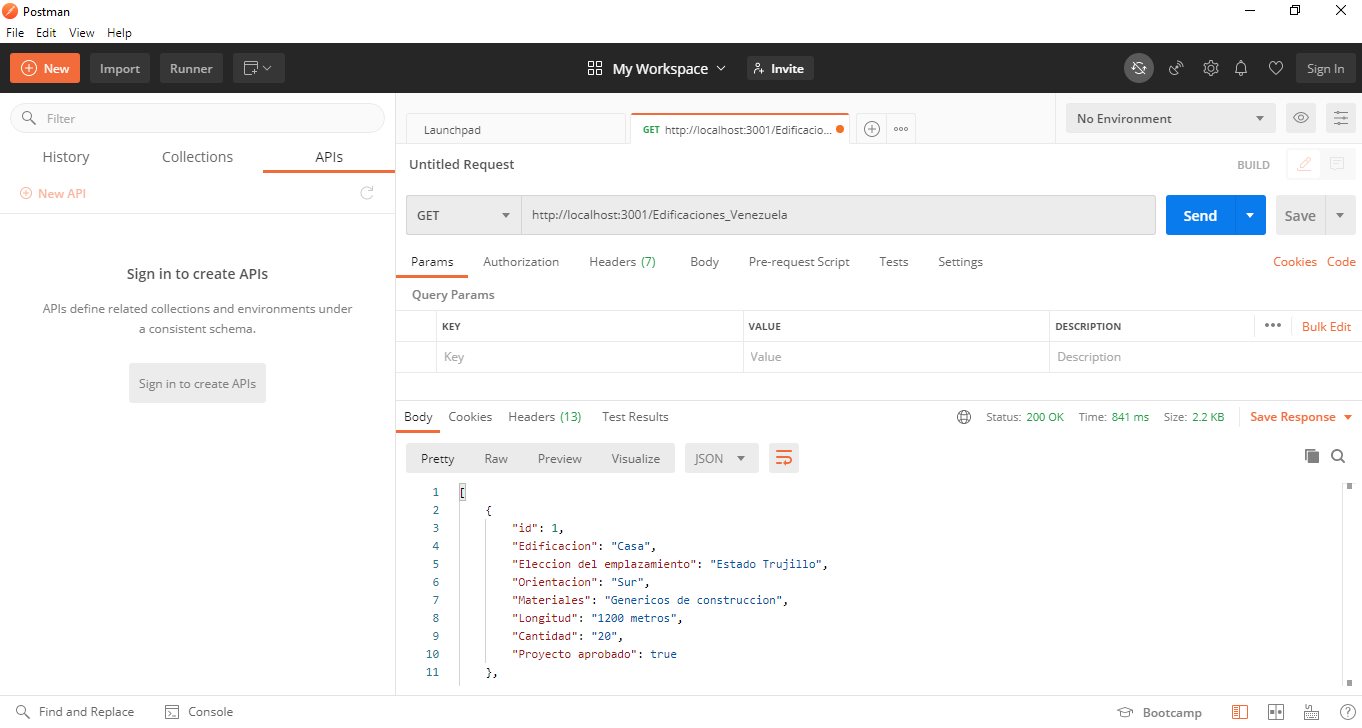 Postman
File Edit View Help
New Import Runner My Workspace Invite Sign In
Filter
History Collections APIs
New API
Sign in to create APIs
APIs define related collections and environments under
a consistent schema.
Sign in to create APIs
Launchpad GET http://localhost:3001/Edificacio... No Environment
Untitled Request BUILD
GET http://localhost:3001/Edificaciones_Venezuela Send Save
Params Authorization Headers (7) Body Pre-request Script Tests Settings Cookies Code
Query Params
KEY VALUE DESCRIPTION Bulk Edit
Key Value Description
Body Cookies Headers (13) Test Results Status: 200 OK Time: 841 ms Size: 2.2 KB Save Response
Pretty Raw Preview Visualize JSON
1 [
2 {
3 "id": 1,
4 "Edificacion": "Casa",
5 "Eleccion del emplazamiento": "Estado Trujillo",
6 "Orientacion": "Sur",
7 "Materiales": "Genericos de construccion",
8 "Longitud": "1200 metros",
9 "Cantidad": "20",
10 "Proyecto aprobado": true
11 },
Find and Replace Console Bootcamp